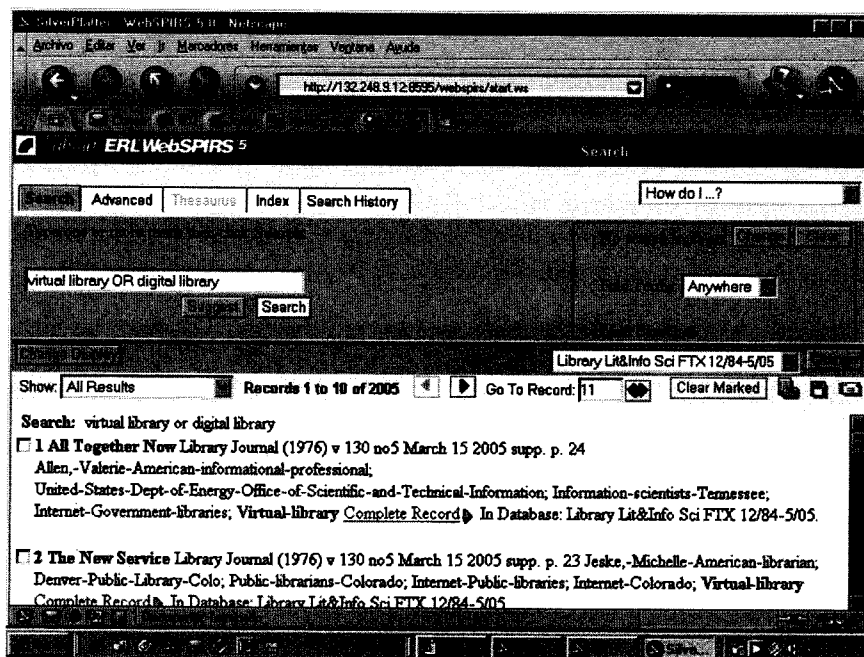 SilverPlatter WebSPIRS 5.0 Netscape
Archivo Editar Ver Ir Marcadores Herramientas Ventana Ayuda
http://132.248.9.12:8595/webspirs/start.ws
ERL WebSPIRS 5
Search
Search Advanced Thesaurus Index Search History
How do I ...?
virtual library OR digital library
Anywhere
Suggest Search
Library Lit&Info Sci FTX 12/84-5/05
Show: All Results Records 1 to 10 of 2005 Go To Record: 11 Clear Marked
Search: virtual library or digital library
1 All Together Now Library Journal (1976) v 130 no5 March 15 2005 supp. p. 24
Allen,-Valerie-American-informational-professional;
United-States-Dept-of-Energy-Office-of-Scientific-and-Technical-Information; Information-scientists-Tennessee;
Internet-Government-libraries; Virtual-library Complete Record In Database: Library Lit&Info Sci FTX 12/84-5/05.
2 The New Service Library Journal (1976) v 130 no5 March 15 2005 supp. p. 23 Jeske,-Michelle-American-librarian;
Denver-Public-Library-Colo; Public-librarians-Colorado; Internet-Public-libraries; Internet-Colorado; Virtual-library
Complete Record In Database: Library Lit&Info Sci FTX 12/84-5/05